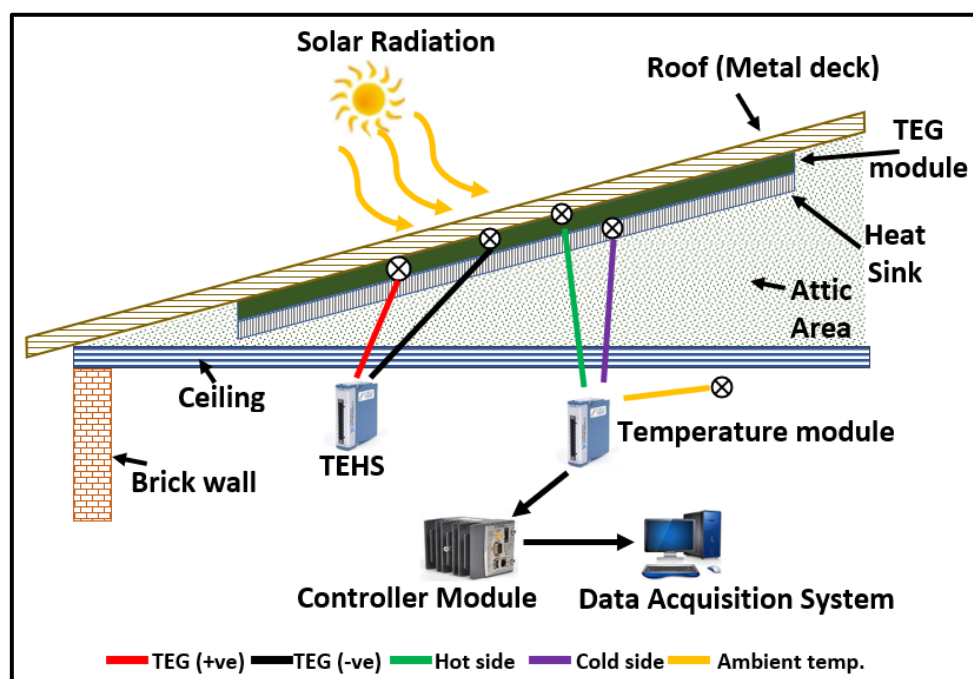 Solar Radiation
Roof (Metal deck)
TEG
module
Heat
Sink
Attic
Area
Ceiling
Brick wall
TEHS
Temperature module
Controller Module
Data Acquisition System
TEG (+ve)
TEG (-ve)
Hot side
Cold side
Ambient temp.